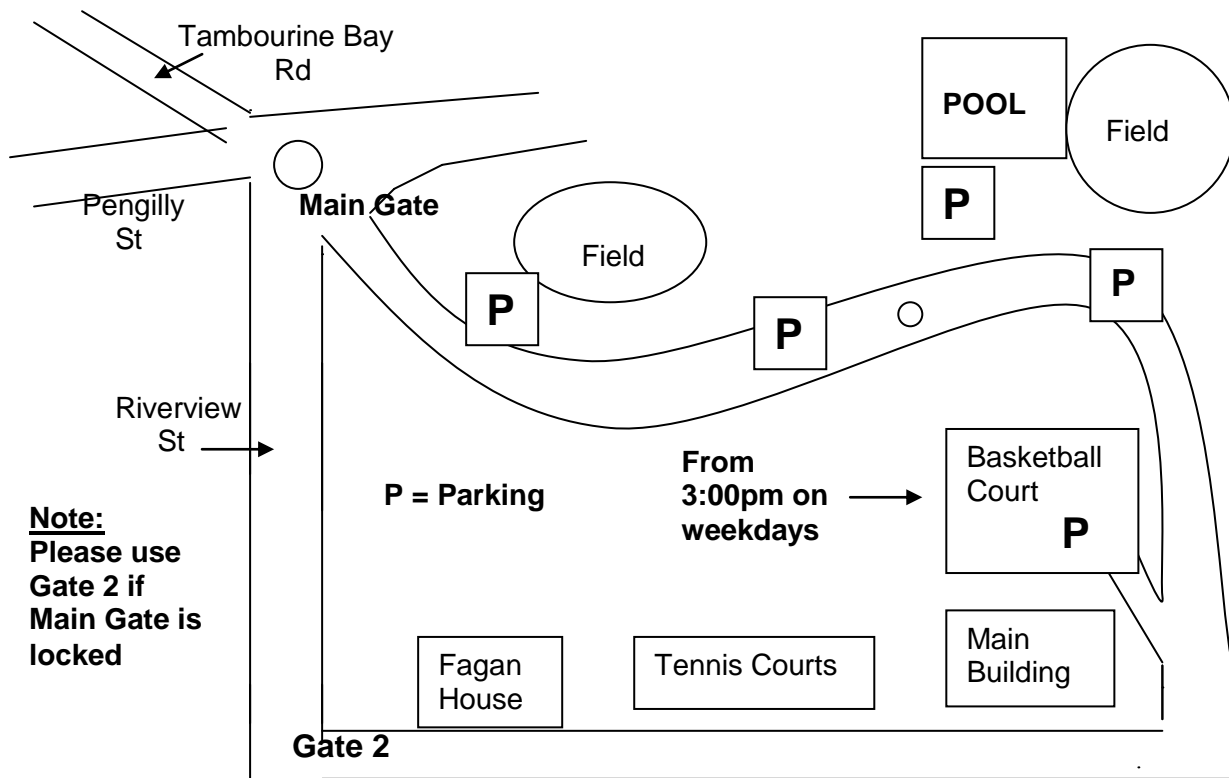 Tambourine Bay
Rd
POOL
Field
P
Pengilly
St
Main Gate
Field
P
P
P
Riverview
St
From
3:00pm on
weekdays
P = Parking
Basketball
Court
P
Note:
Please use
Gate 2 if
Main Gate is
locked
Fagan
House
Tennis Courts
Main
Building
Gate 2